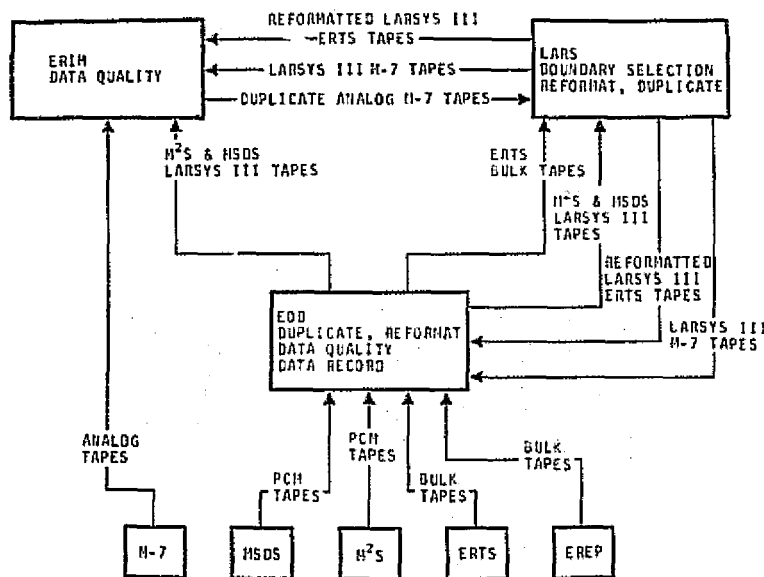 REFORMATTED LARSYS III
ERTS TAPES
ERIM
DATA QUALITY
LARSYS III M-7 TAPES
DUPLICATE ANALOG M-7 TAPES
LARS
BOUNDARY SELECTION
REFORMAT, DUPLICATE
M²S & MSDS
LARSYS III TAPES
ERTS
BULK TAPES
M²S & MSDS
LARSYS III
TAPES
REFORMATTED
LARSYS III
ERTS TAPES
LARSYS III
M-7 TAPES
EOD
DUPLICATE, REFORMAT
DATA QUALITY
DATA RECORD
ANALOG
TAPES
PCM
TAPES
PCM
TAPES
BULK
TAPES
BULK
TAPES
M-7
MSDS
M²S
ERTS
EREP